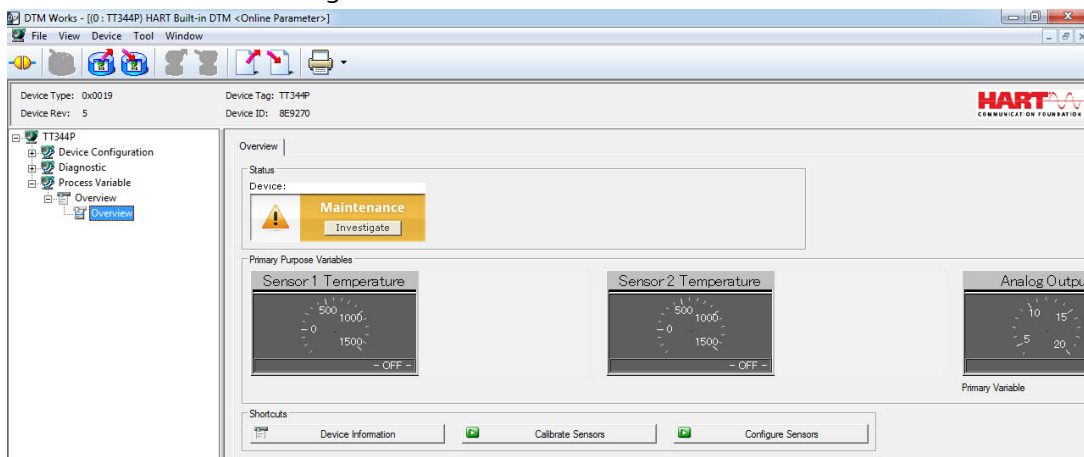 DTM Works - [(0 : TT344P) HART Built-in DTM <Online Parameter>]
File View Device Tool Window
Device Type: 0x0019
Device Tag: TT344P
Device Rev: 5
Device ID: 8E9270
HART
COMMUNICATION FOUNDATION
TT344P
Device Configuration
Diagnostic
Process Variable
Overview
Overview
Overview
Status
Device:
Maintenance
Investigate
Primary Purpose Variables
Sensor 1 Temperature
500
1000
0
1500
- OFF -
Sensor 2 Temperature
500
1000
0
1500
- OFF -
Analog Outpu
10
15
5
20
Primary Variable
Shortcuts
Device Information
Calibrate Sensors
Configure Sensors